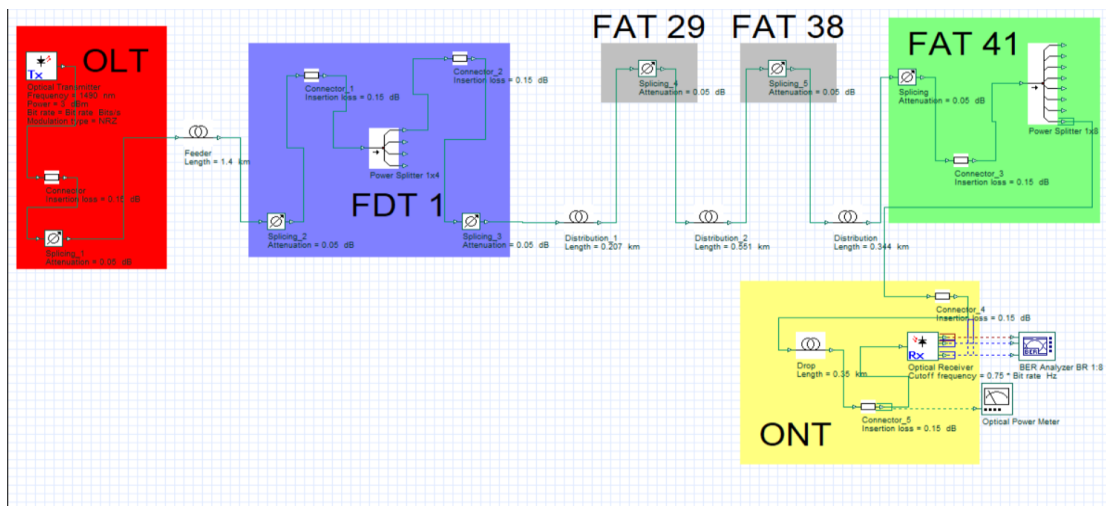 OLT
Tx
Optical Transmitter
Frequency = 1490 nm
Power = 3 dBm
Bit rate = Bit rate Bits/s
Modulation type = NRZ
Connector
Insertion loss = 0.15 dB
Splicing_1
Attenuation = 0.05 dB
Feeder
Length = 1.4 km
Connector_1
Insertion loss = 0.15 dB
Connector_2
Insertion loss = 0.15 dB
Power Splitter 1x4
FDT 1
Splicing_2
Attenuation = 0.05 dB
Splicing_3
Attenuation = 0.05 dB
Distribution_1
Length = 0.207 km
FAT 29
Splicing_4
Attenuation = 0.05 dB
Distribution_2
Length = 0.551 km
FAT 38
Splicing_5
Attenuation = 0.05 dB
Distribution
Length = 0.344 km
FAT 41
Splicing
Attenuation = 0.05 dB
Connector_3
Insertion loss = 0.15 dB
Power Splitter 1x8
Connector_4
Insertion loss = 0.15 dB
Drop
Length = 0.35 km
Rx
Optical Receiver
Cutoff frequency = 0.75 * Bit rate Hz
BER
BER Analyzer BR 1:8
Connector_5
Insertion loss = 0.15 dB
Optical Power Meter
ONT